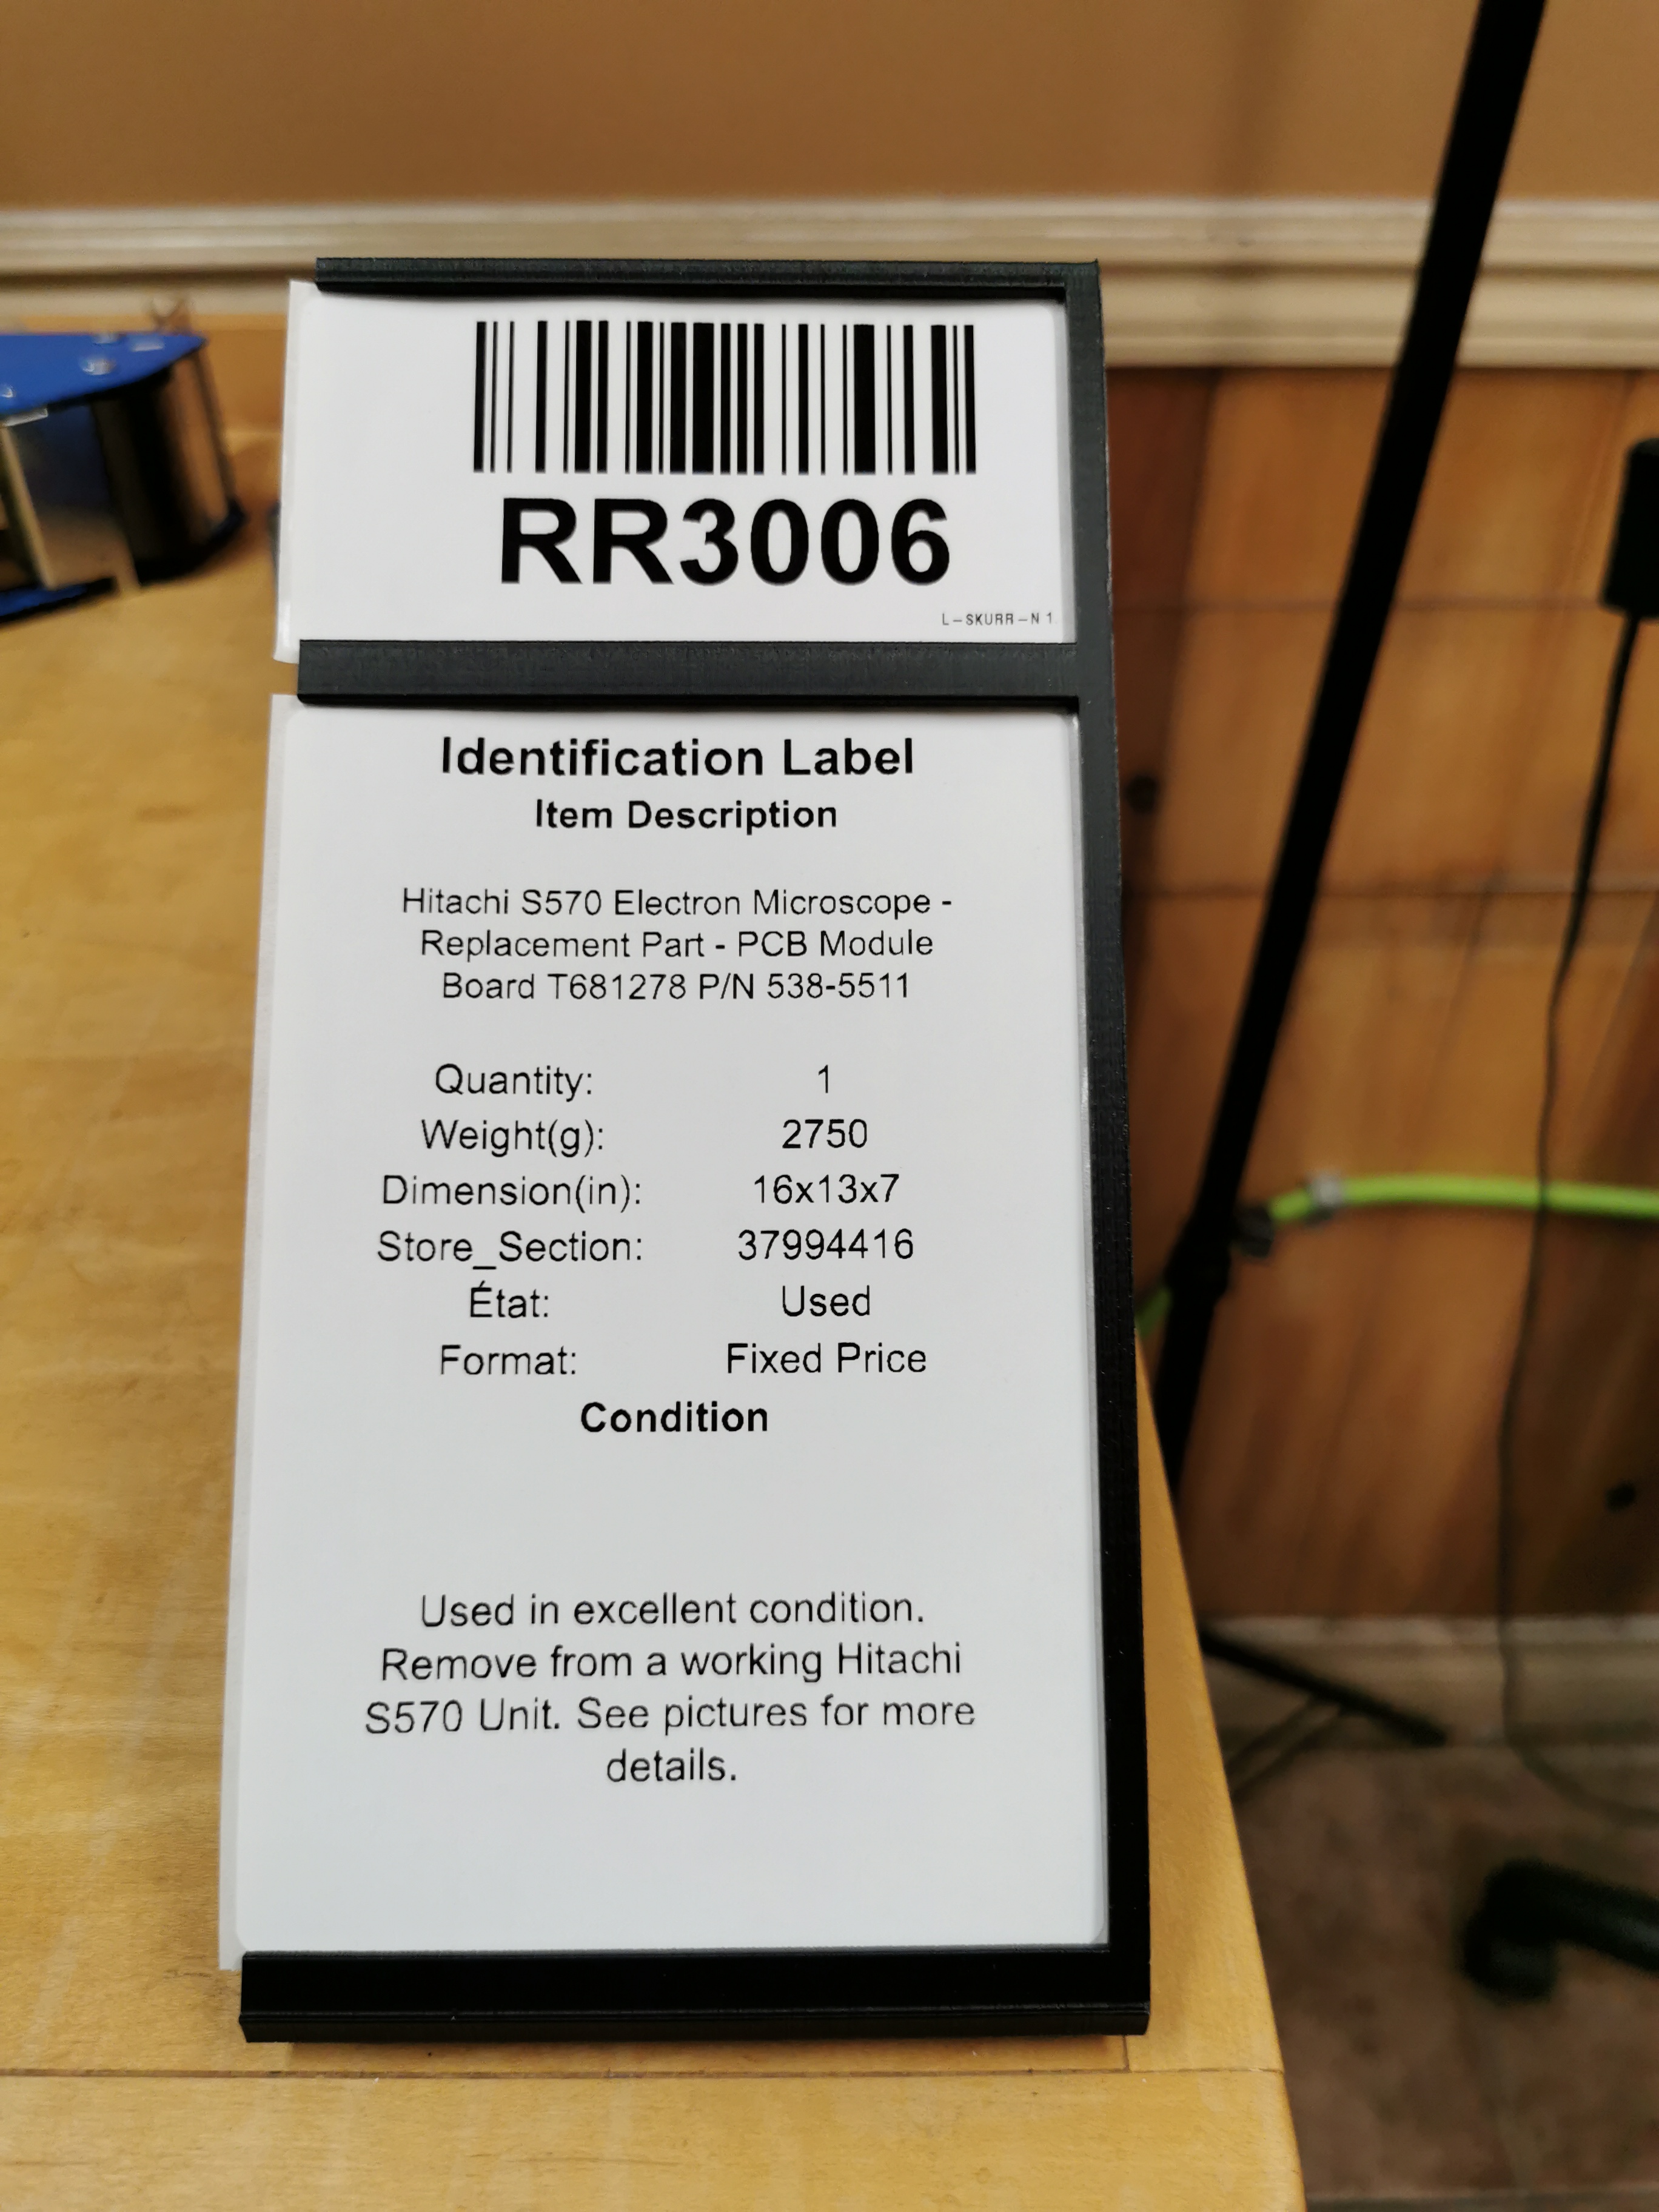 RR3006
L-SKURR-N 1
Identification Label
Item Description
Hitachi S570 Electron Microscope -
Replacement Part - PCB Module
Board T681278 P/N 538-5511
Quantity: 1
Weight(g): 2750
Dimension(in): 16x13x7
Store_Section: 37994416
État: Used
Format: Fixed Price
Condition
Used in excellent condition.
Remove from a working Hitachi
S570 Unit. See pictures for more
details.